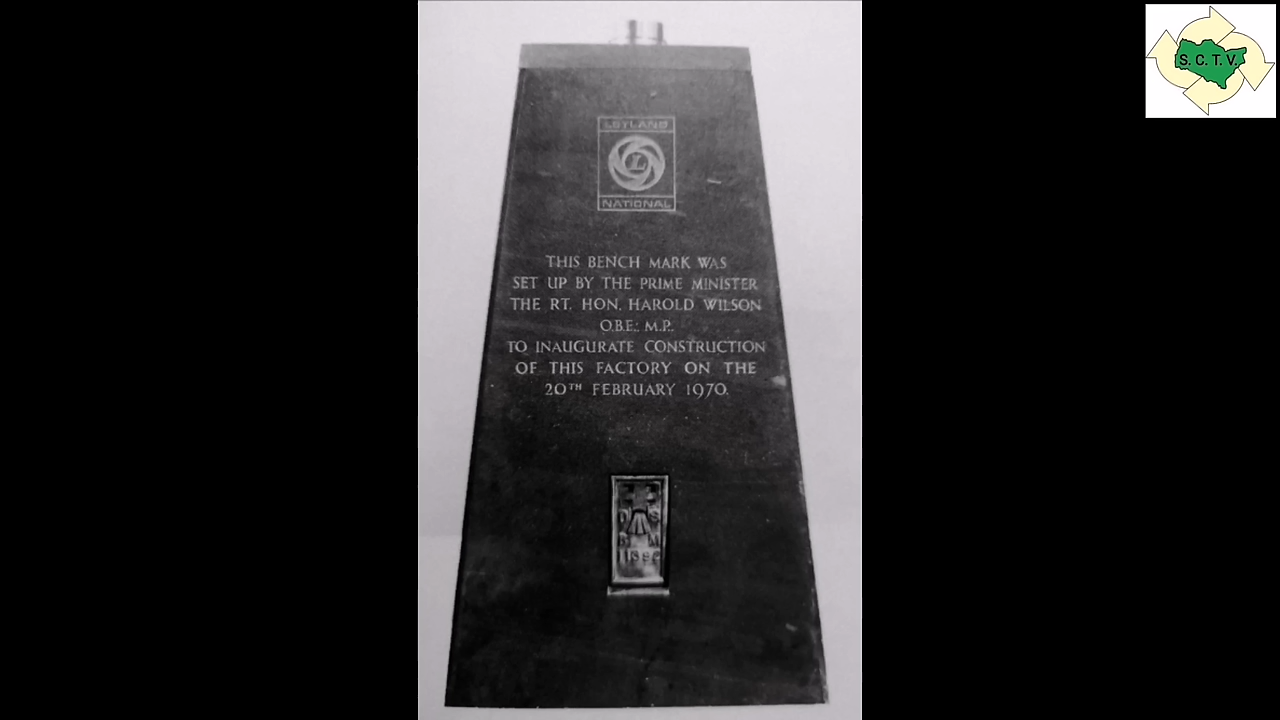 S.C.T.V.
LEYLAND
L
NATIONAL
THIS BENCH MARK WAS
SET UP BY THE PRIME MINISTER
THE RT. HON. HAROLD WILSON
O.B.E.: M.P..
TO INAUGURATE CONSTRUCTION
OF THIS FACTORY ON THE
20TH FEBRUARY 1970.
S
B M